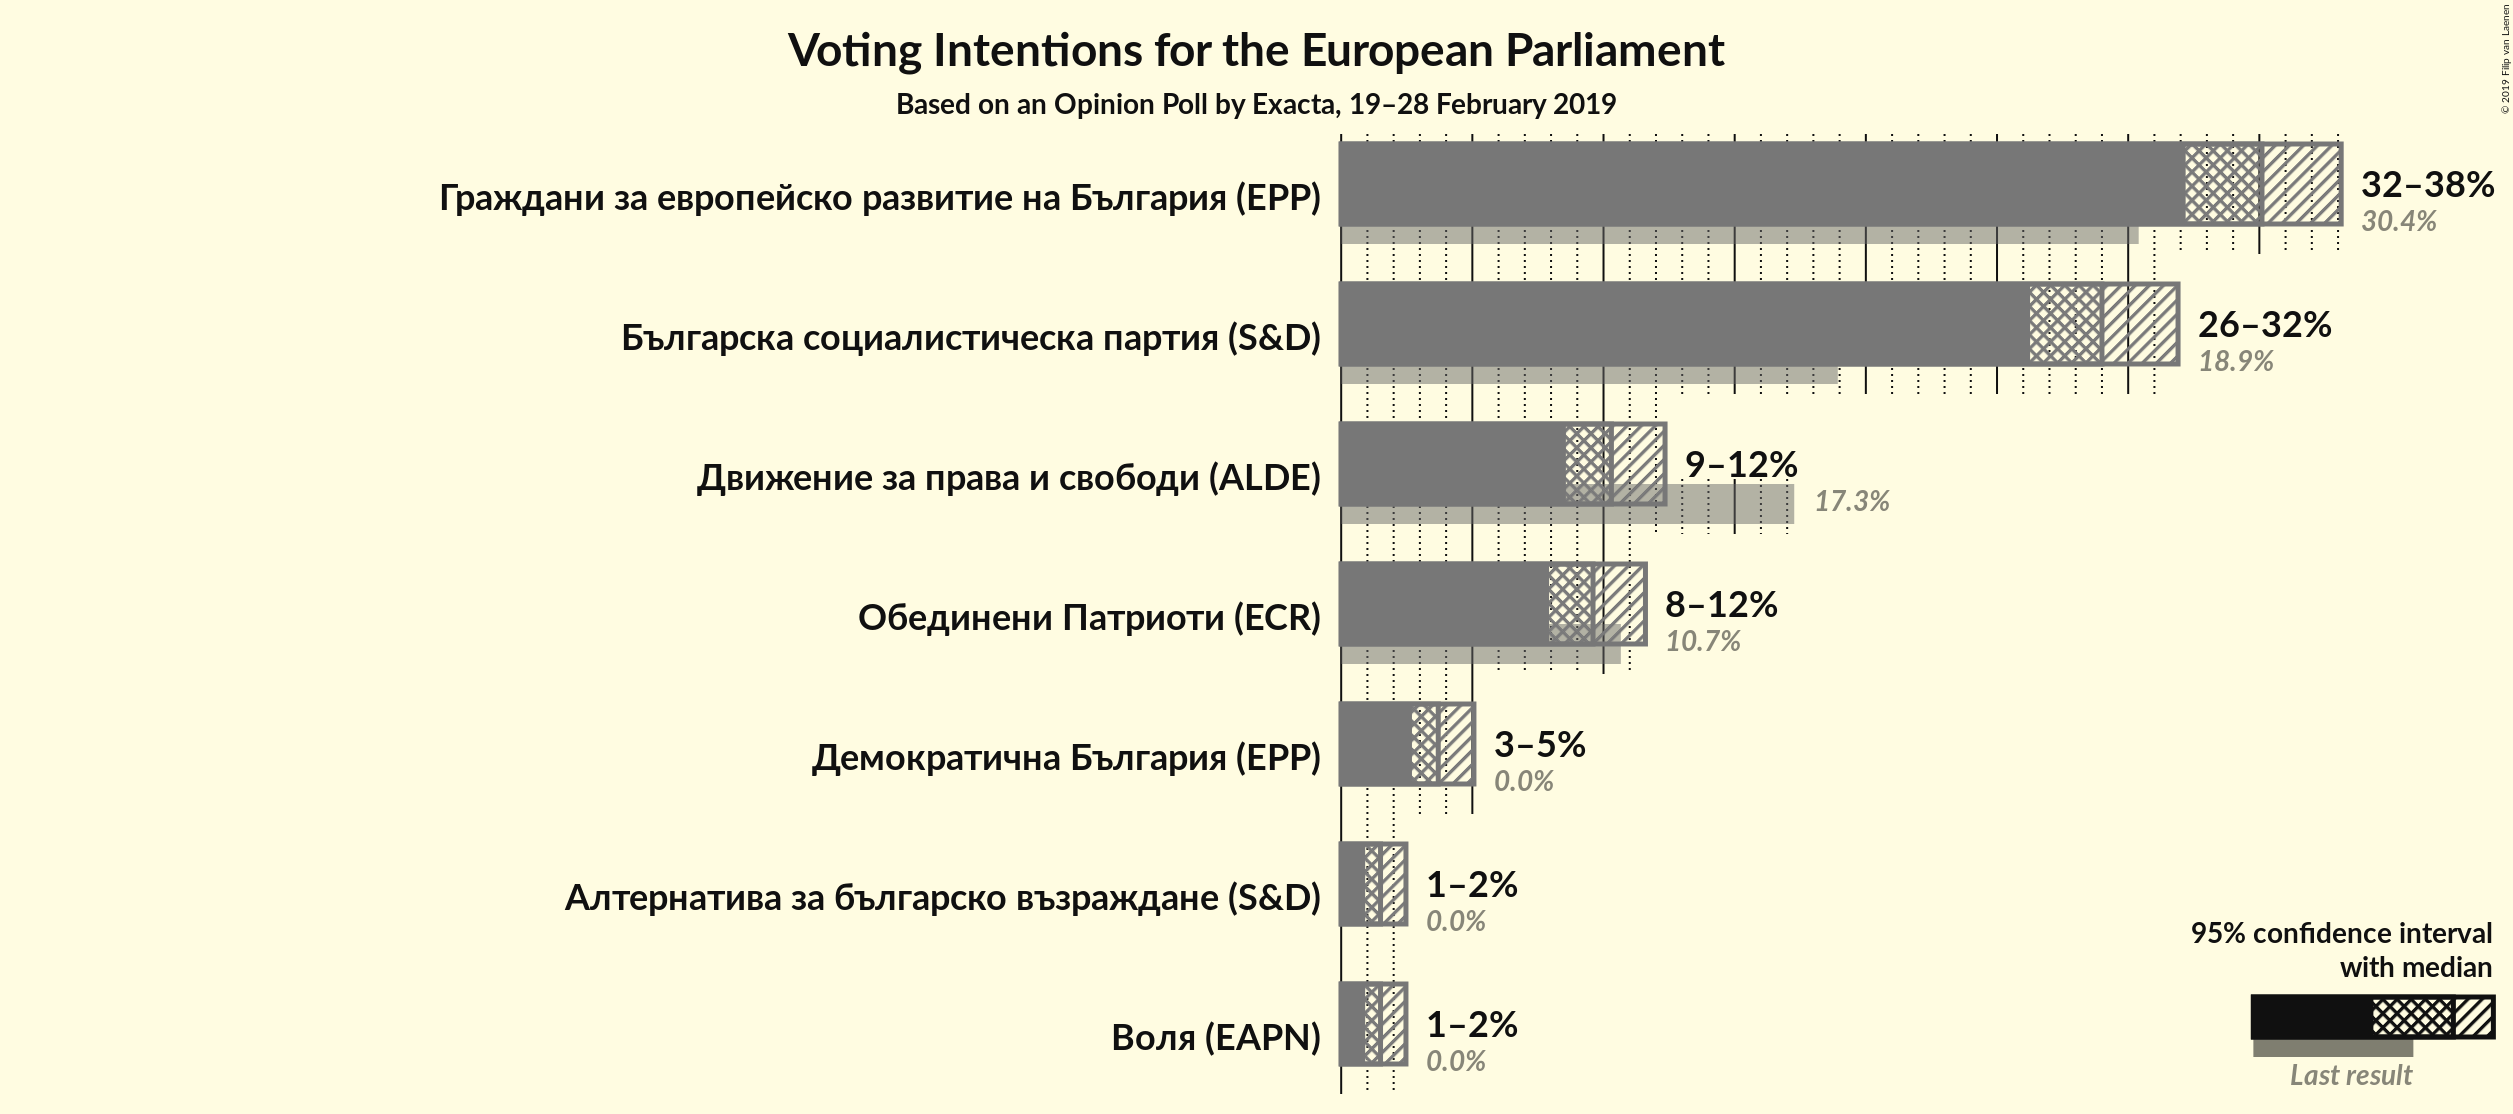 Voting Intentions for the European Parliament
Based on an Opinion Poll by Exacta, 19–28 February 2019
© 2019 Filip van Laenen
Граждани за европейско развитие на България (EPP)
32–38%
30.4%
Българска социалистическа партия (S&D)
26–32%
18.9%
Движение за права и свободи (ALDE)
9–12%
17.3%
Обединени Патриоти (ECR)
8–12%
10.7%
Демократична България (EPP)
3–5%
0.0%
Алтернатива за българско възраждане (S&D)
1–2%
0.0%
Воля (EAPN)
1–2%
0.0%
95% confidence interval
with median
Last result